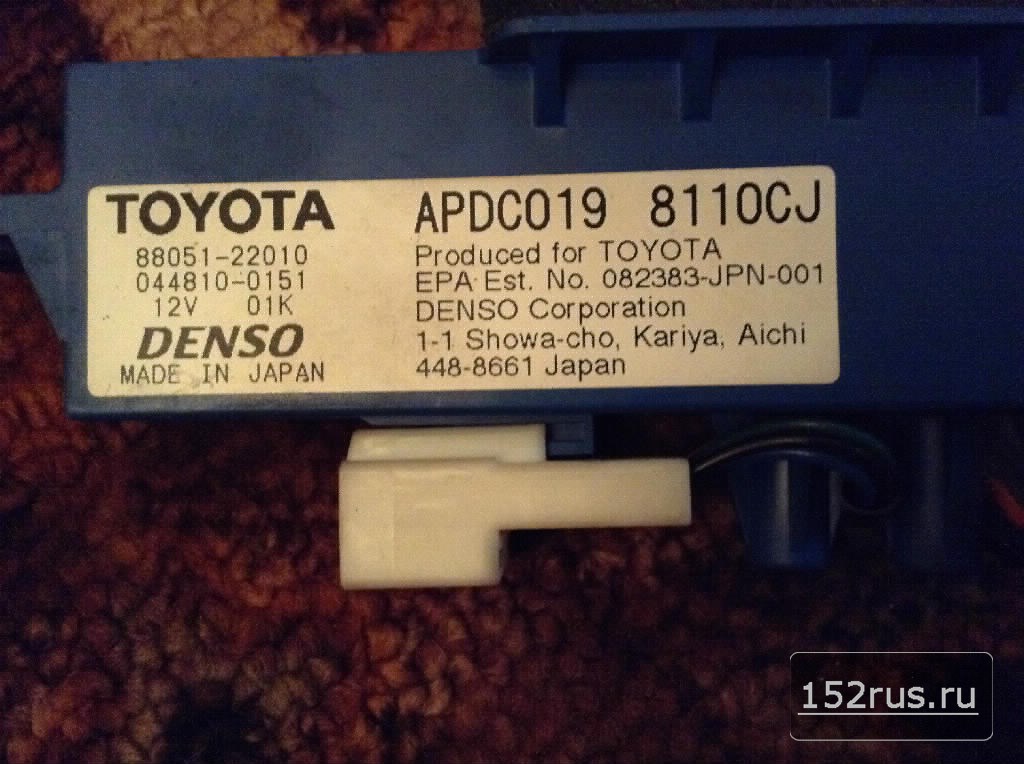 TOYOTA
88051-22010
044810-0151
12V 01K
DENSO
MADE IN JAPAN
APDC019 8110CJ
Produced for TOYOTA
EPA Est. No. 082383-JPN-001
DENSO Corporation
1-1 Showa-cho, Kariya, Aichi
448-8661 Japan
152rus.ru